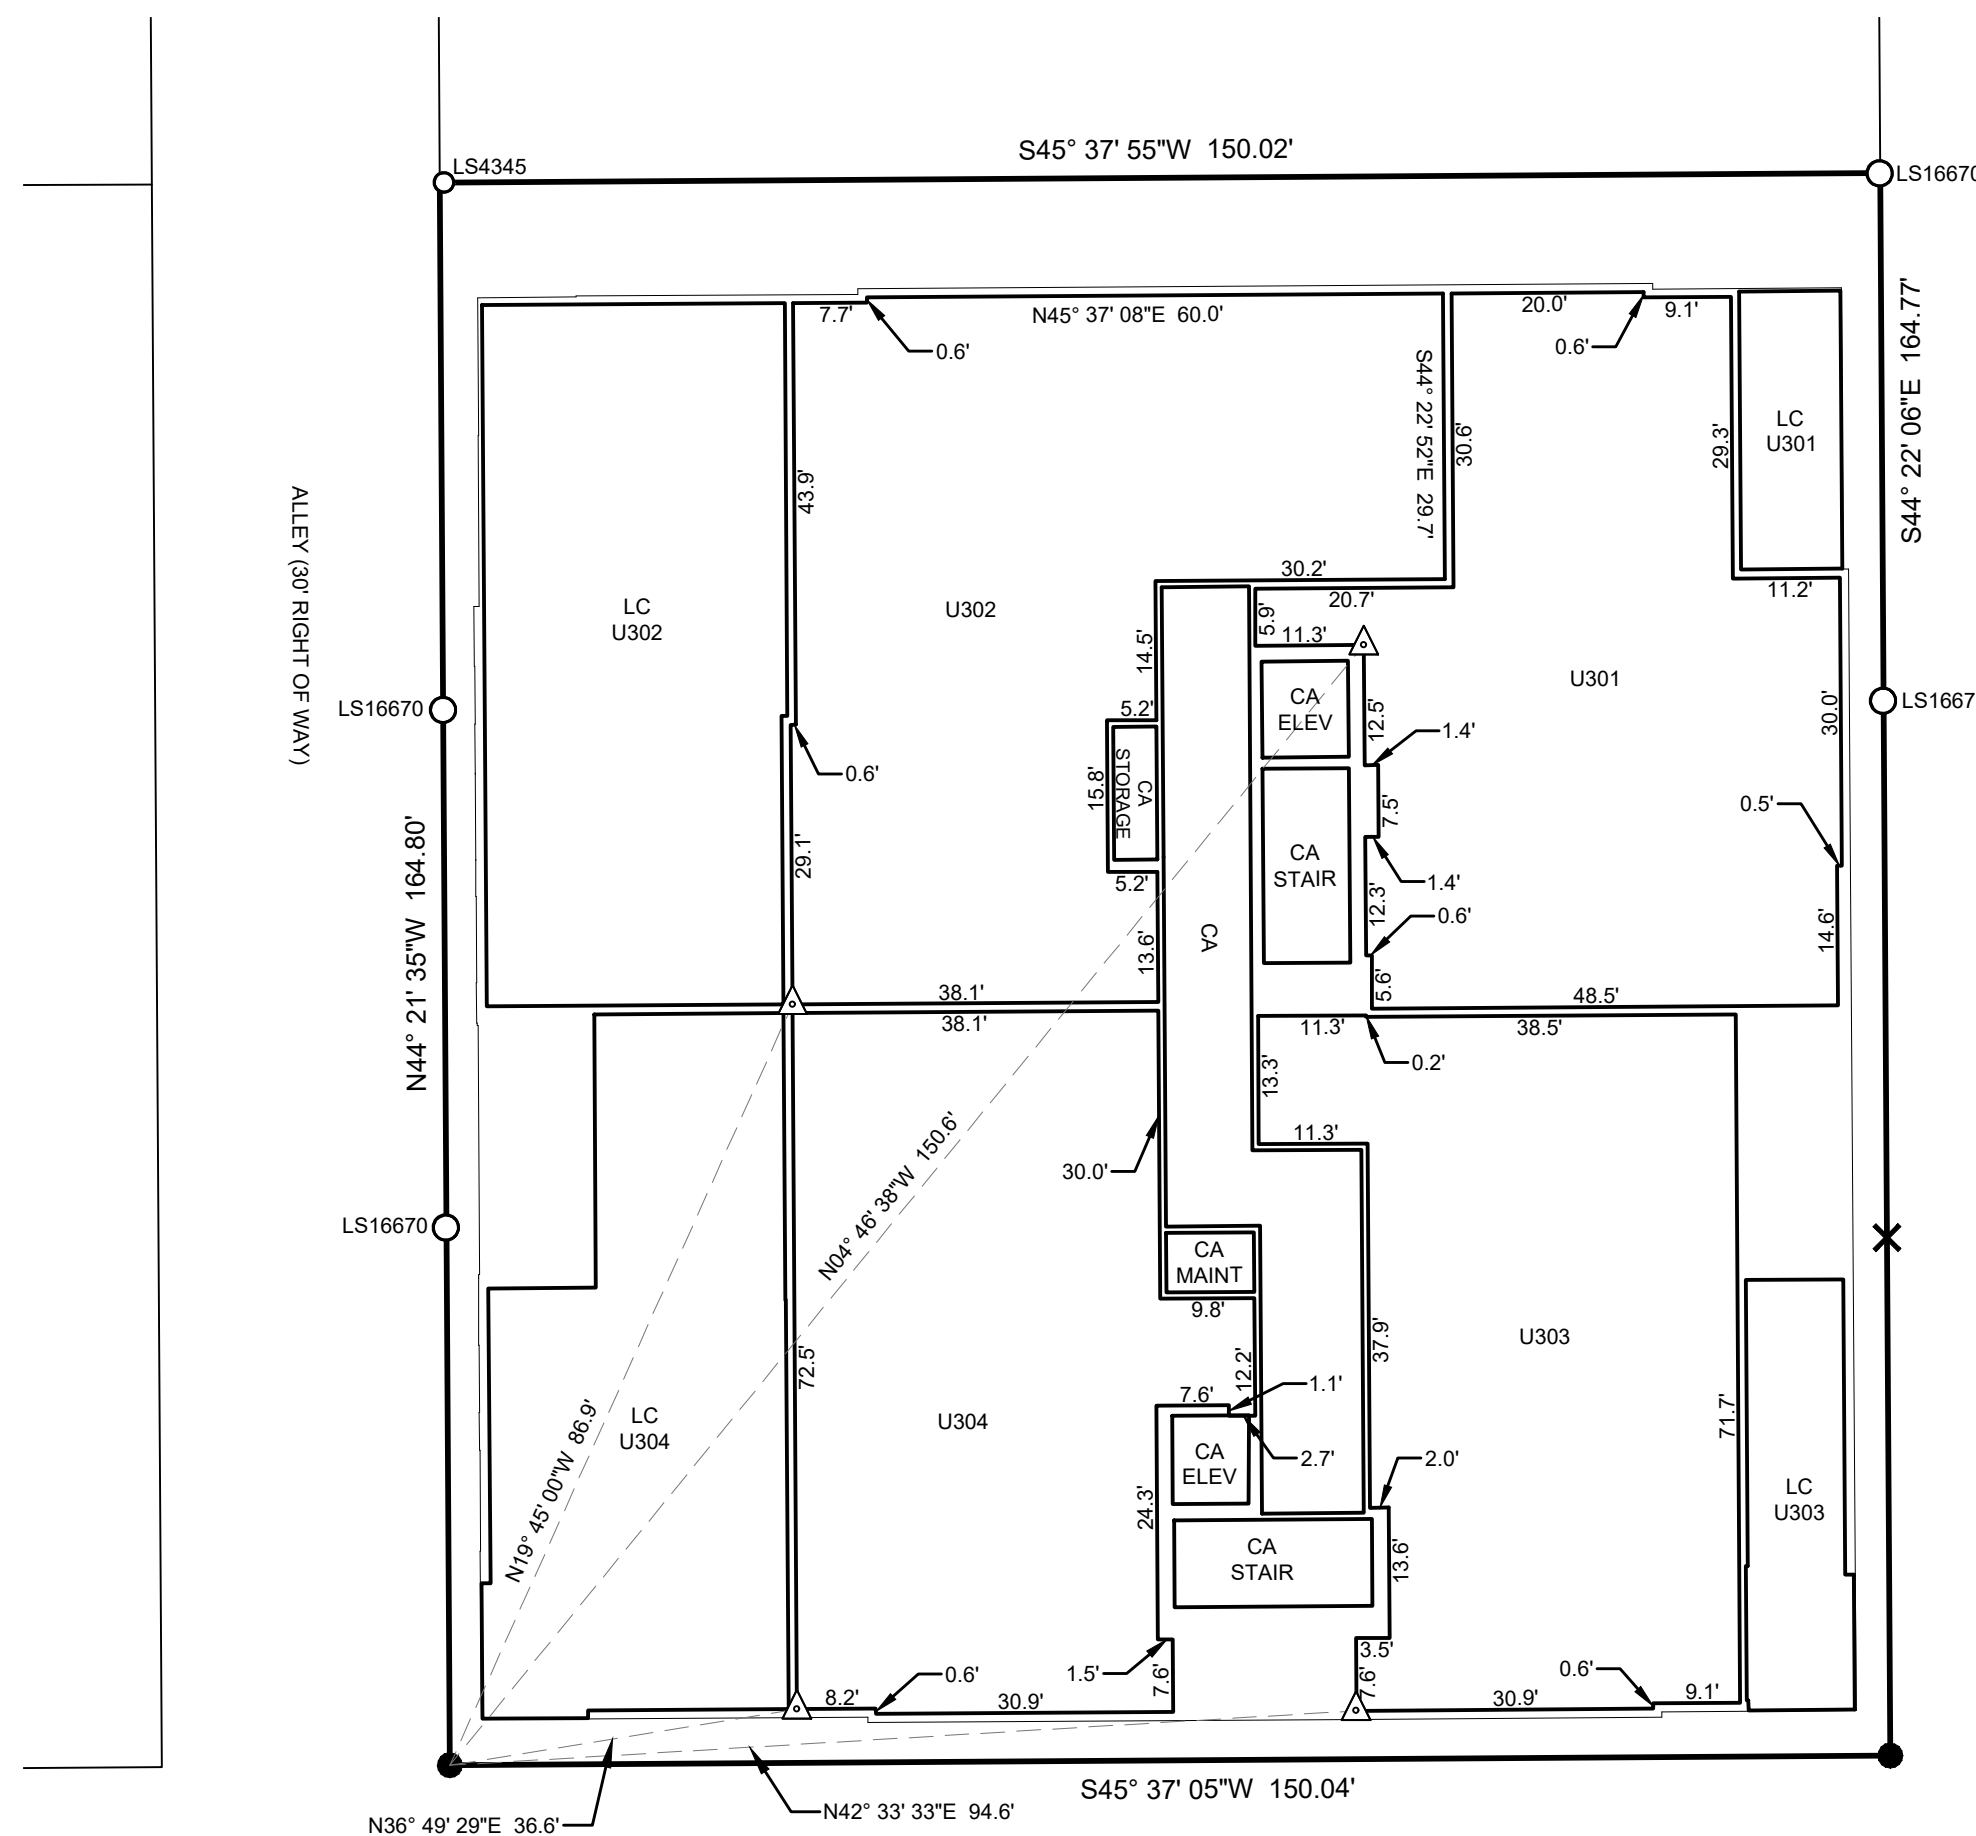 S45° 37' 55"W 150.02'
LS4345
LS16670
7.7'
N45° 37' 08"E 60.0'
20.0'
9.1'
0.6'
0.6'
S44° 22' 52"E 29.7'
30.6'
29.3'
LC
U301
S44° 22' 06"E 164.77'
43.9'
ALLEY (30' RIGHT OF WAY)
LC
U302
U302
30.2'
20.7'
11.2'
5.9'
11.3'
14.5'
U301
LS16670
5.2'
CA
ELEV
12.5'
1.4'
30.0'
LS1667
0.6'
15.8'
CA
STORAGE
7.5'
0.5'
N44° 21' 35"W 164.80'
29.1'
CA
STAIR
5.2'
1.4'
12.3'
0.6'
13.6'
CA
14.6'
38.1'
5.6'
48.5'
38.1'
11.3'
38.5'
0.2'
13.3'
11.3'
N04° 46' 38"W 150.6'
30.0'
LS16670
CA
MAINT
9.8'
72.5'
12.2'
37.9'
U303
7.6'
1.1'
71.7'
N19° 45' 00"W 86.9'
LC
U304
U304
CA
ELEV
2.7'
2.0'
24.3'
LC
U303
CA
STAIR
13.6'
0.6'
1.5'
7.6'
3.5'
7.6'
0.6'
8.2'
30.9'
30.9'
9.1'
S45° 37' 05"W 150.04'
N42° 33' 33"E 94.6'
N36° 49' 29"E 36.6'